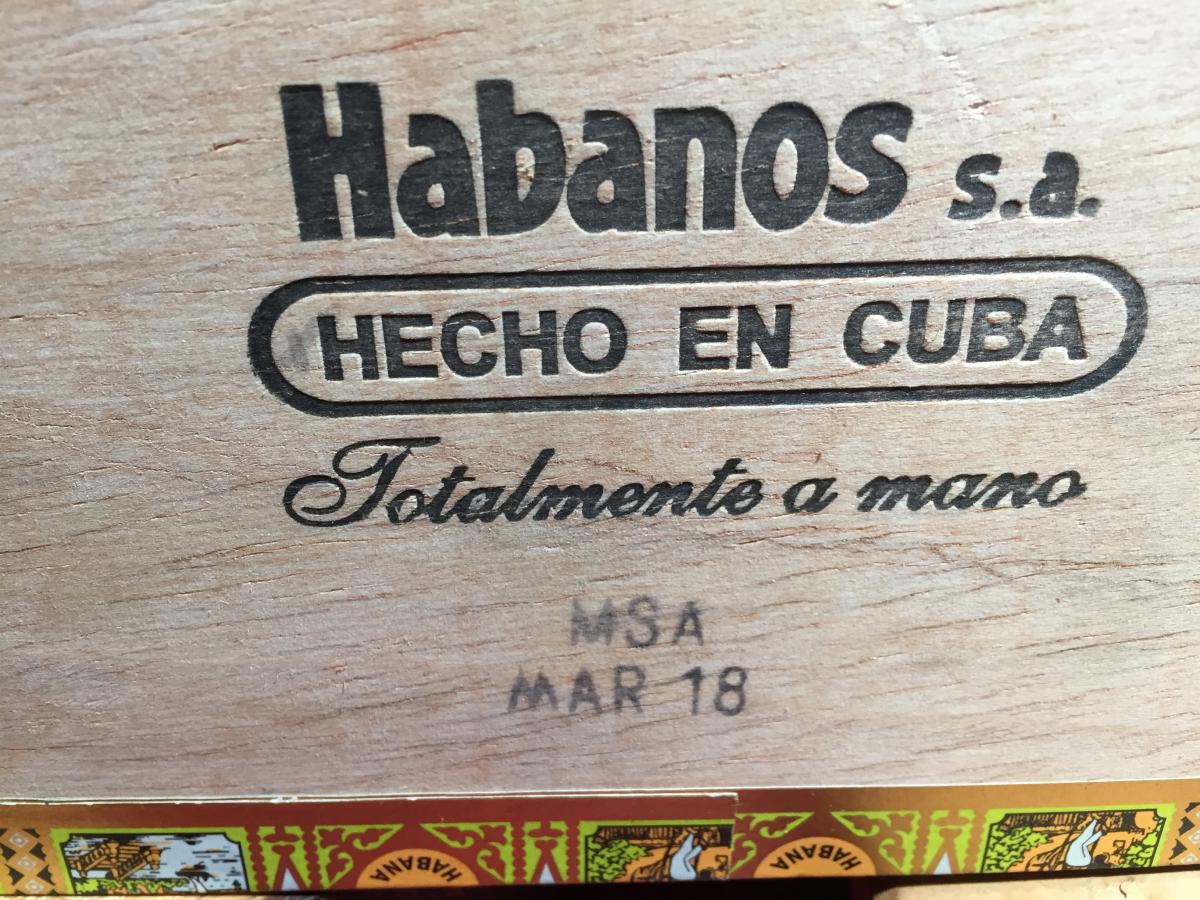 Habanos s.a.
HECHO EN CUBA
Totalmente a mano
MSA
MAR 18
HABANA
HABANA